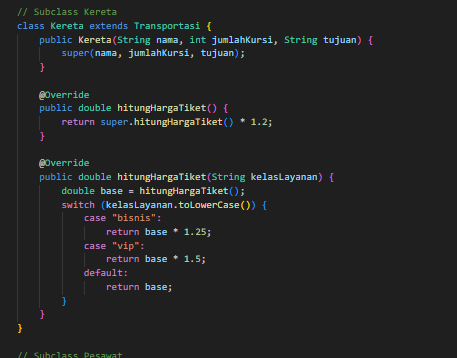 // Subclass Kereta
class Kereta extends Transportasi {
    public Kereta(String nama, int jumlahKursi, String tujuan) {
        super(nama, jumlahKursi, tujuan);
    }

    @Override
    public double hitungHargaTiket() {
        return super.hitungHargaTiket() * 1.2;
    }

    @Override
    public double hitungHargaTiket(String kelasLayanan) {
        double base = hitungHargaTiket();
        switch (kelasLayanan.toLowerCase()) {
            case "bisnis":
                return base * 1.25;
            case "vip":
                return base * 1.5;
            default:
                return base;
        }
    }
}

// Subclass Pesawat